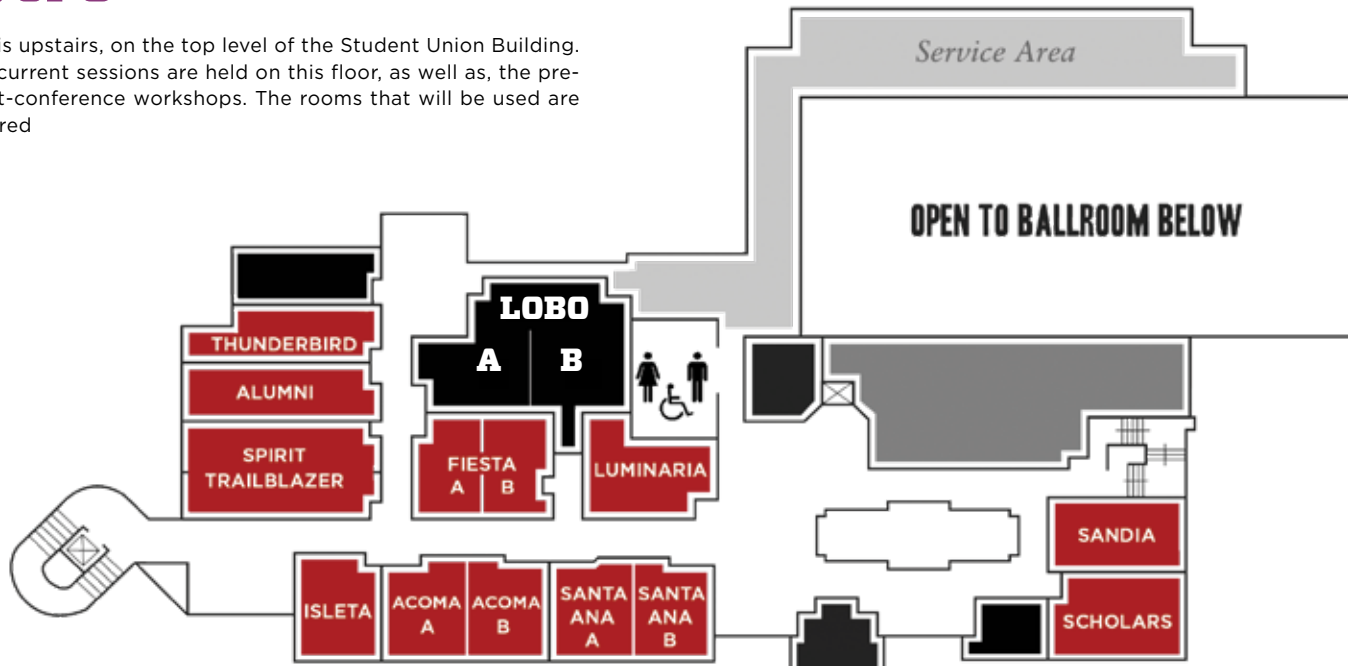 is upstairs, on the top level of the Student Union Building.
current sessions are held on this floor, as well as, the pre-
t-conference workshops. The rooms that will be used are
red
Service Area
OPEN TO BALLROOM BELOW
LOBO
A
B
THUNDERBIRD
ALUMNI
SPIRIT
TRAILBLAZER
FIESTA
A B
LUMINARIA
SANDIA
SCHOLARS
ISLETA
ACOMA
A
ACOMA
B
SANTA
ANA
A
SANTA
ANA
B